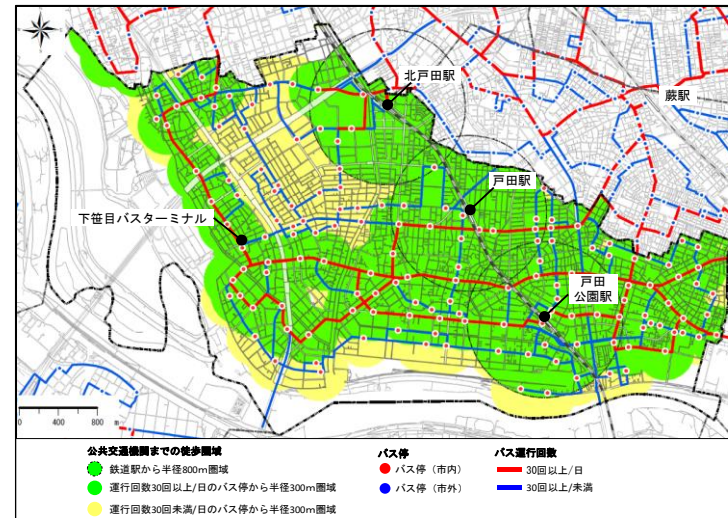 北戸田駅
蕨駅
戸田駅
下笹目バスターミナル
戸田
公園駅
0 400 800 m
公共交通機関までの徒歩圏域
鉄道駅から半径800m圏域
運行回数30回以上/日のバス停から半径300m圏域
運行回数30回未満/日のバス停から半径300m圏域
バス停
バス停（市内）
バス停（市外）
バス運行回数
30回以上/日
30回以上/未満